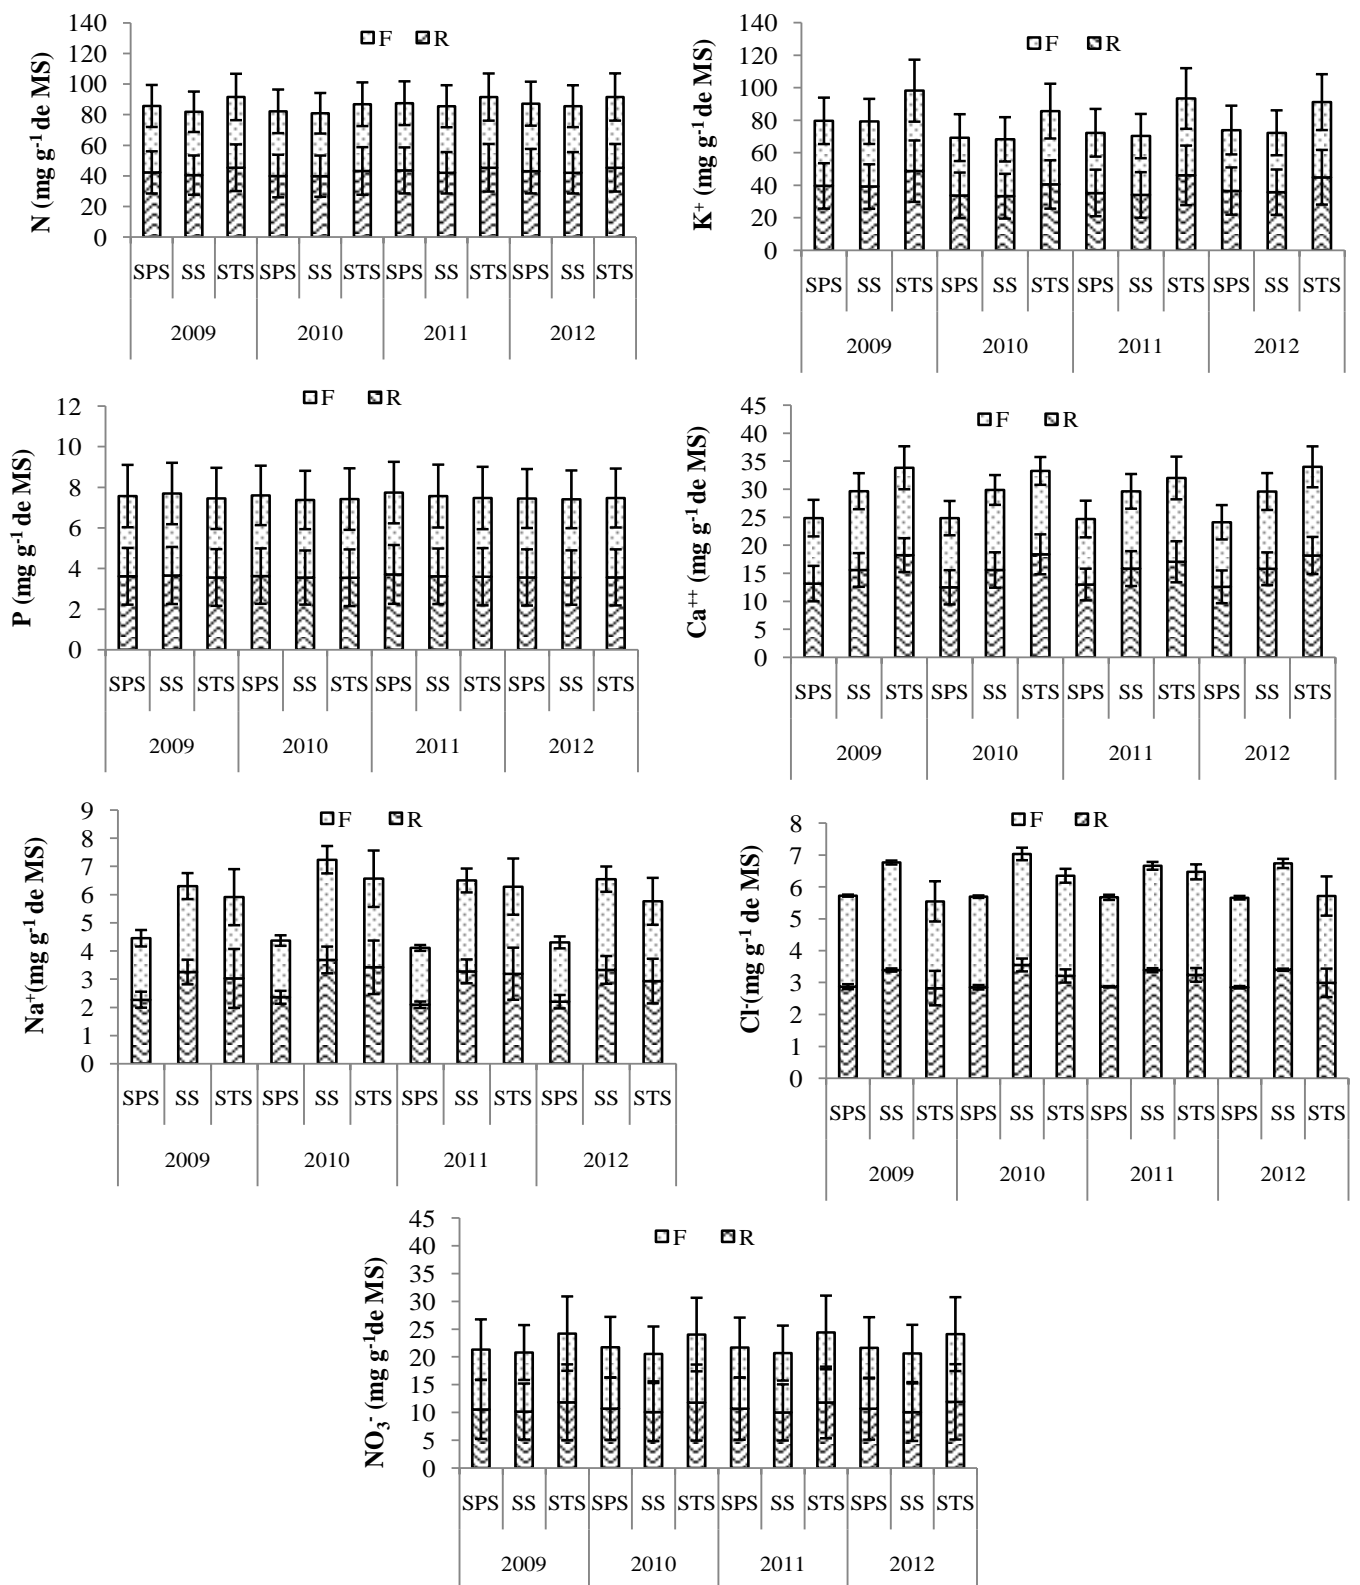 N (mg g⁻¹ de MS)
140
120
100
80
60
40
20
0
F R
SPS SS STS SPS SS STS SPS SS STS SPS SS STS
2009 2010 2011 2012
K⁺ (mg g⁻¹ de MS)
140
120
100
80
60
40
20
0
F R
SPS SS STS SPS SS STS SPS SS STS SPS SS STS
2009 2010 2011 2012
P (mg g⁻¹ de MS)
12
10
8
6
4
2
0
F R
SPS SS STS SPS SS STS SPS SS STS SPS SS STS
2009 2010 2011 2012
Ca⁺⁺ (mg g⁻¹ de MS)
45
40
35
30
25
20
15
10
5
0
F R
SPS SS STS SPS SS STS SPS SS STS SPS SS STS
2009 2010 2011 2012
Na⁺(mg g⁻¹ de MS)
9
8
7
6
5
4
3
2
1
0
F R
SPS SS STS SPS SS STS SPS SS STS SPS SS STS
2009 2010 2011 2012
Cl⁻(mg g⁻¹ de MS)
8
7
6
5
4
3
2
1
0
F R
SPS SS STS SPS SS STS SPS SS STS SPS SS STS
2009 2010 2011 2012
NO₃⁻ (mg g⁻¹de MS)
45
40
35
30
25
20
15
10
5
0
F R
SPS SS STS SPS SS STS SPS SS STS SPS SS STS
2009 2010 2011 2012